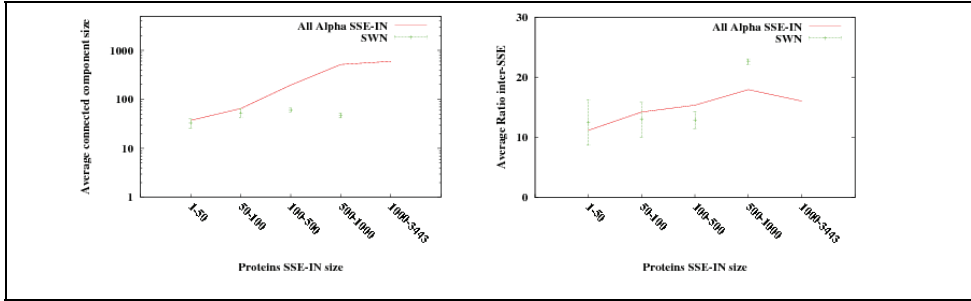 All Alpha SSE-IN
SWN
1000
100
10
1
Average connected component size
1-50
50-100
100-500
500-1000
1000-3443
Proteins SSE-IN size
All Alpha SSE-IN
SWN
30
20
10
0
Average Ratio inter-SSE
1-50
50-100
100-500
500-1000
1000-3443
Proteins SSE-IN size